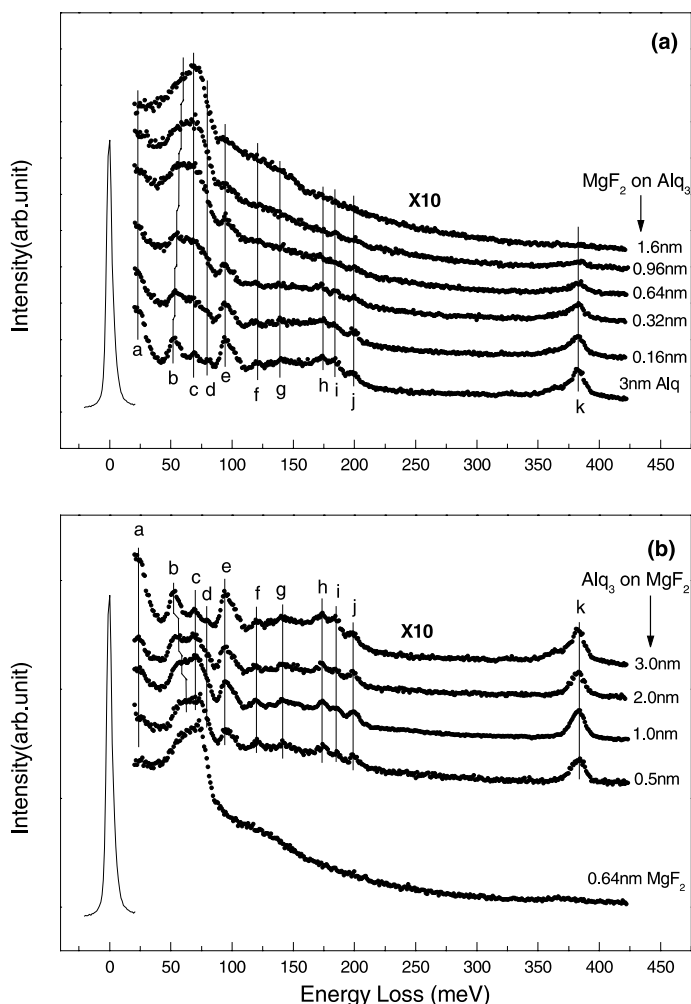 (a)
MgF₂ on Alq₃
X10
1.6nm
0.96nm
0.64nm
0.32nm
0.16nm
3nm Alq
a
b
c
d
e
f
g
h
i
j
k
Intensity(arb.unit)
0 50 100 150 200 250 300 350 400 450
(b)
Alq₃ on MgF₂
a
b
c
d
e
f
g
h
i
j
k
X10
3.0nm
2.0nm
1.0nm
0.5nm
0.64nm MgF₂
Intensity(arb.unit)
0 50 100 150 200 250 300 350 400 450
Energy Loss (meV)